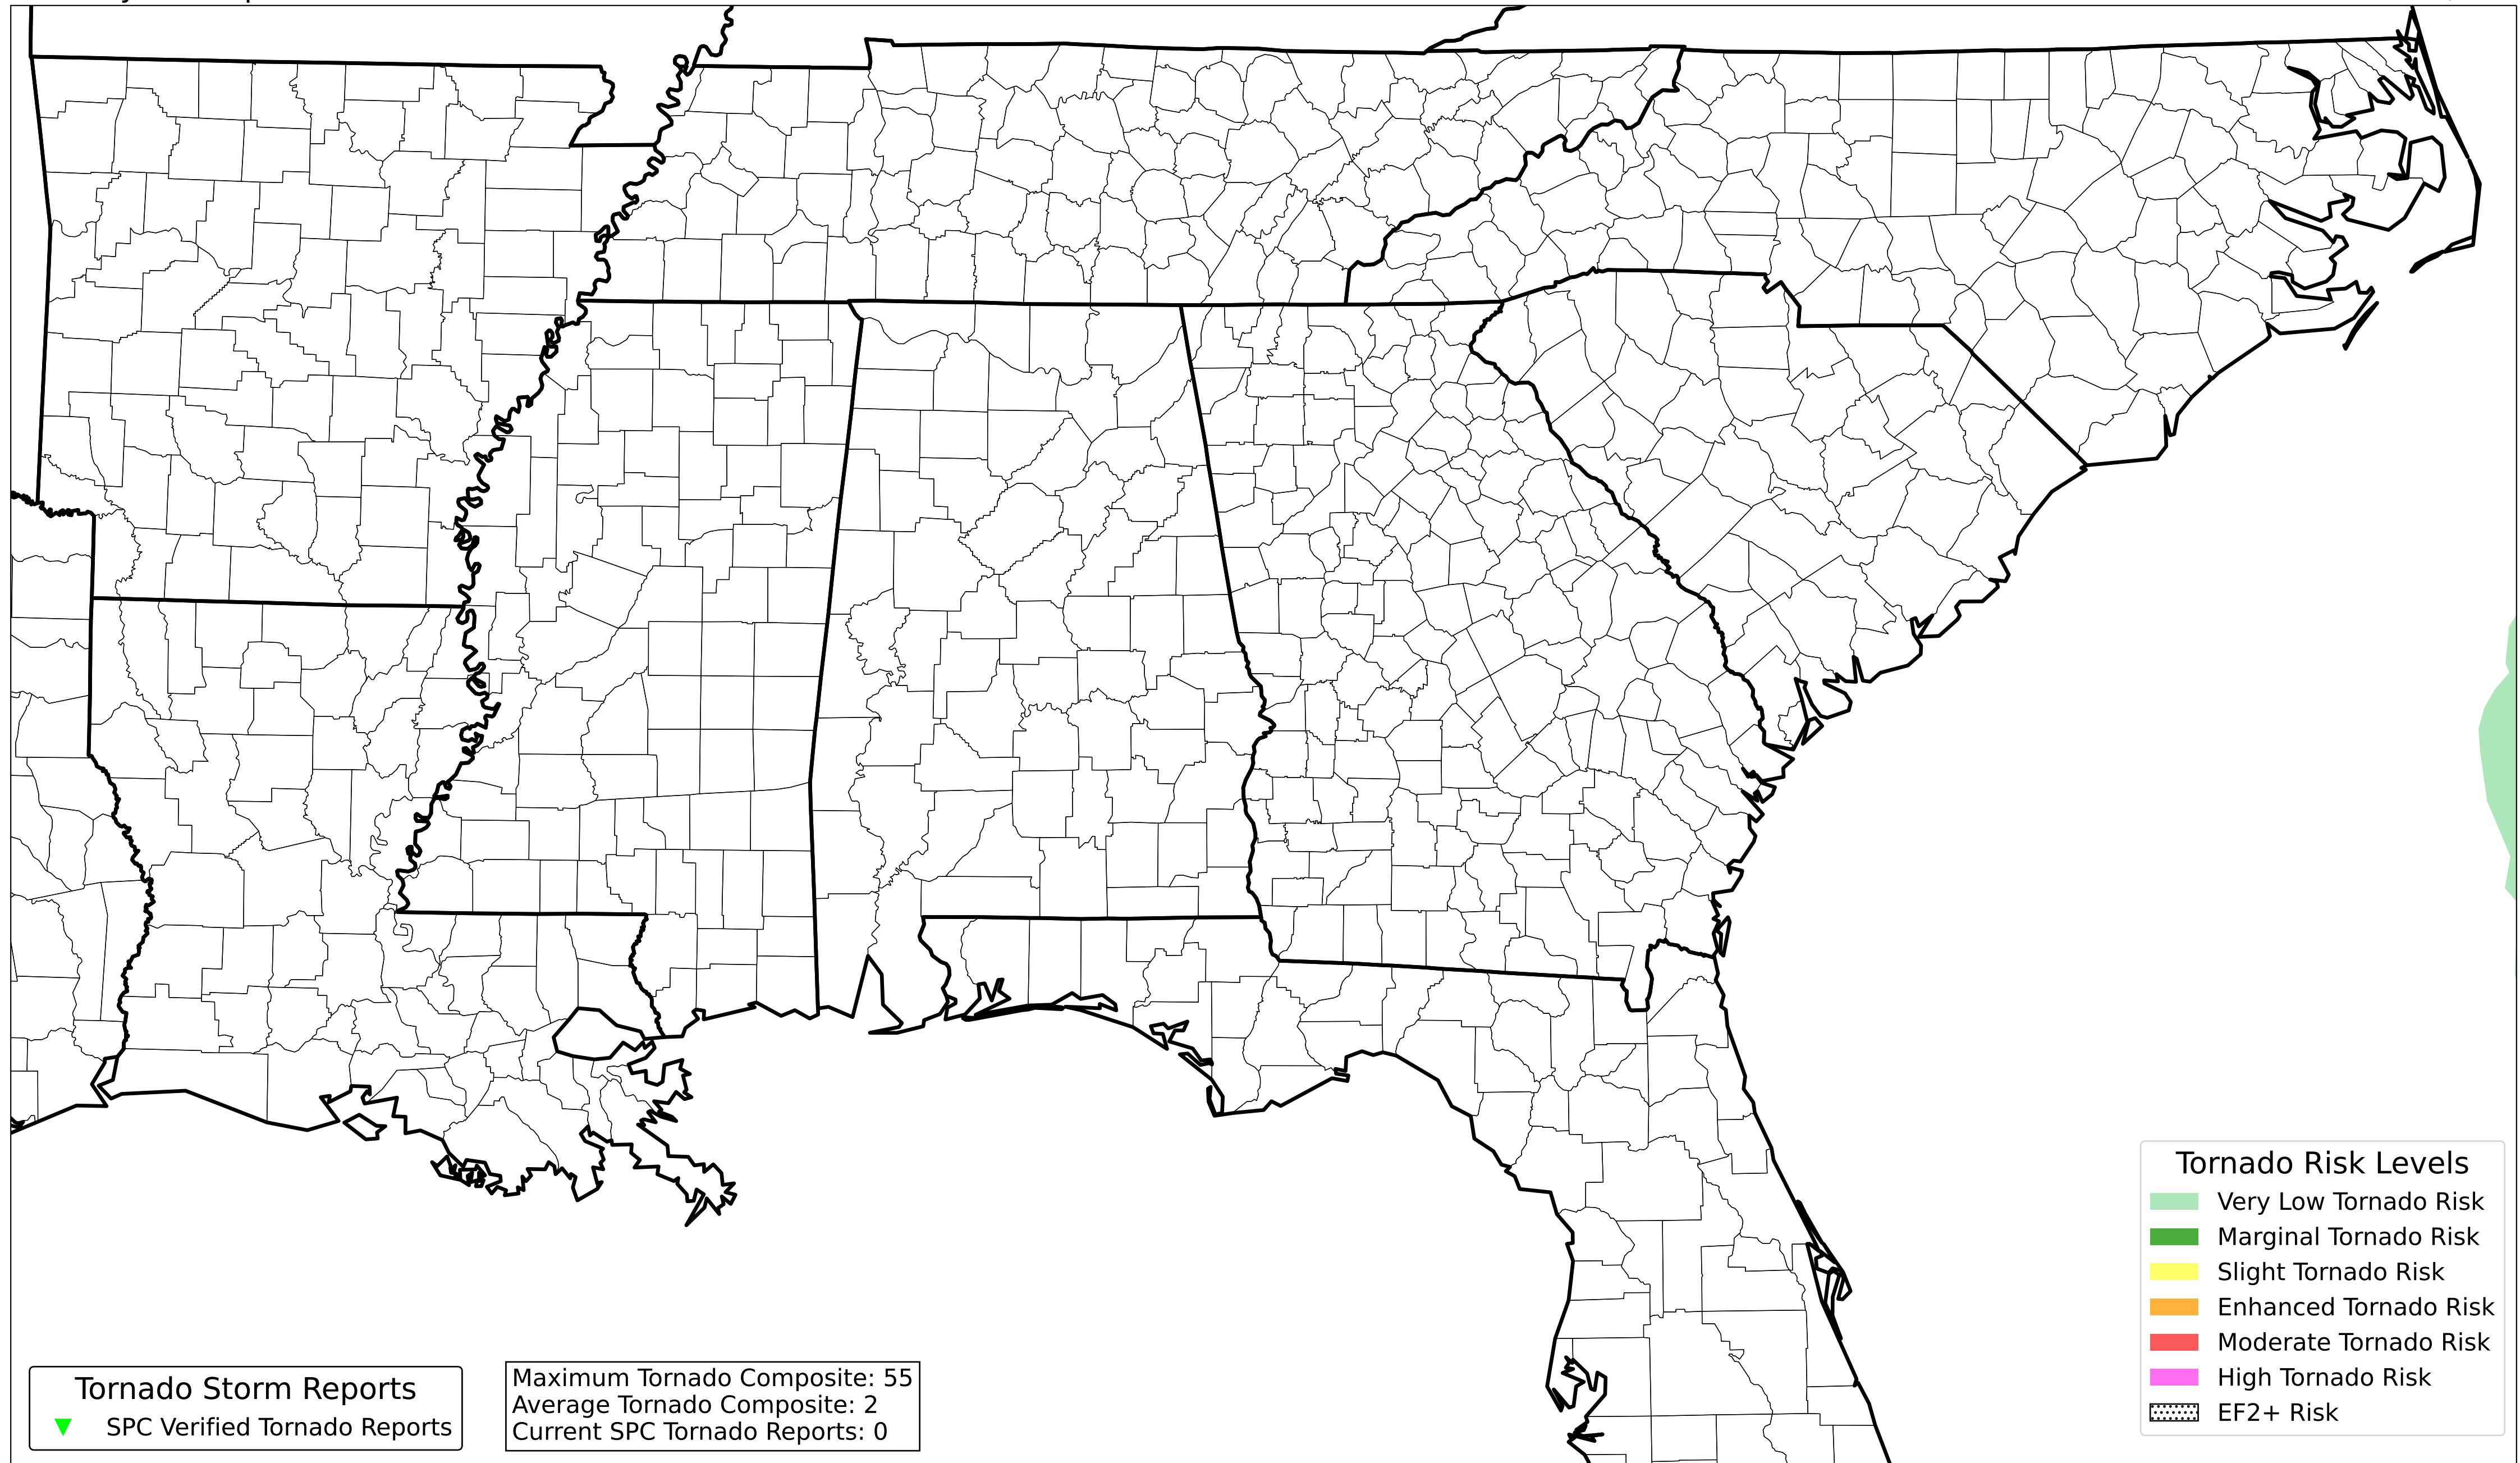 Tornado Risk Levels
Very Low Tornado Risk
Marginal Tornado Risk
Slight Tornado Risk
Enhanced Tornado Risk
Moderate Tornado Risk
High Tornado Risk
EF2+ Risk
Tornado Storm Reports
SPC Verified Tornado Reports
Maximum Tornado Composite: 55
Average Tornado Composite: 2
Current SPC Tornado Reports: 0